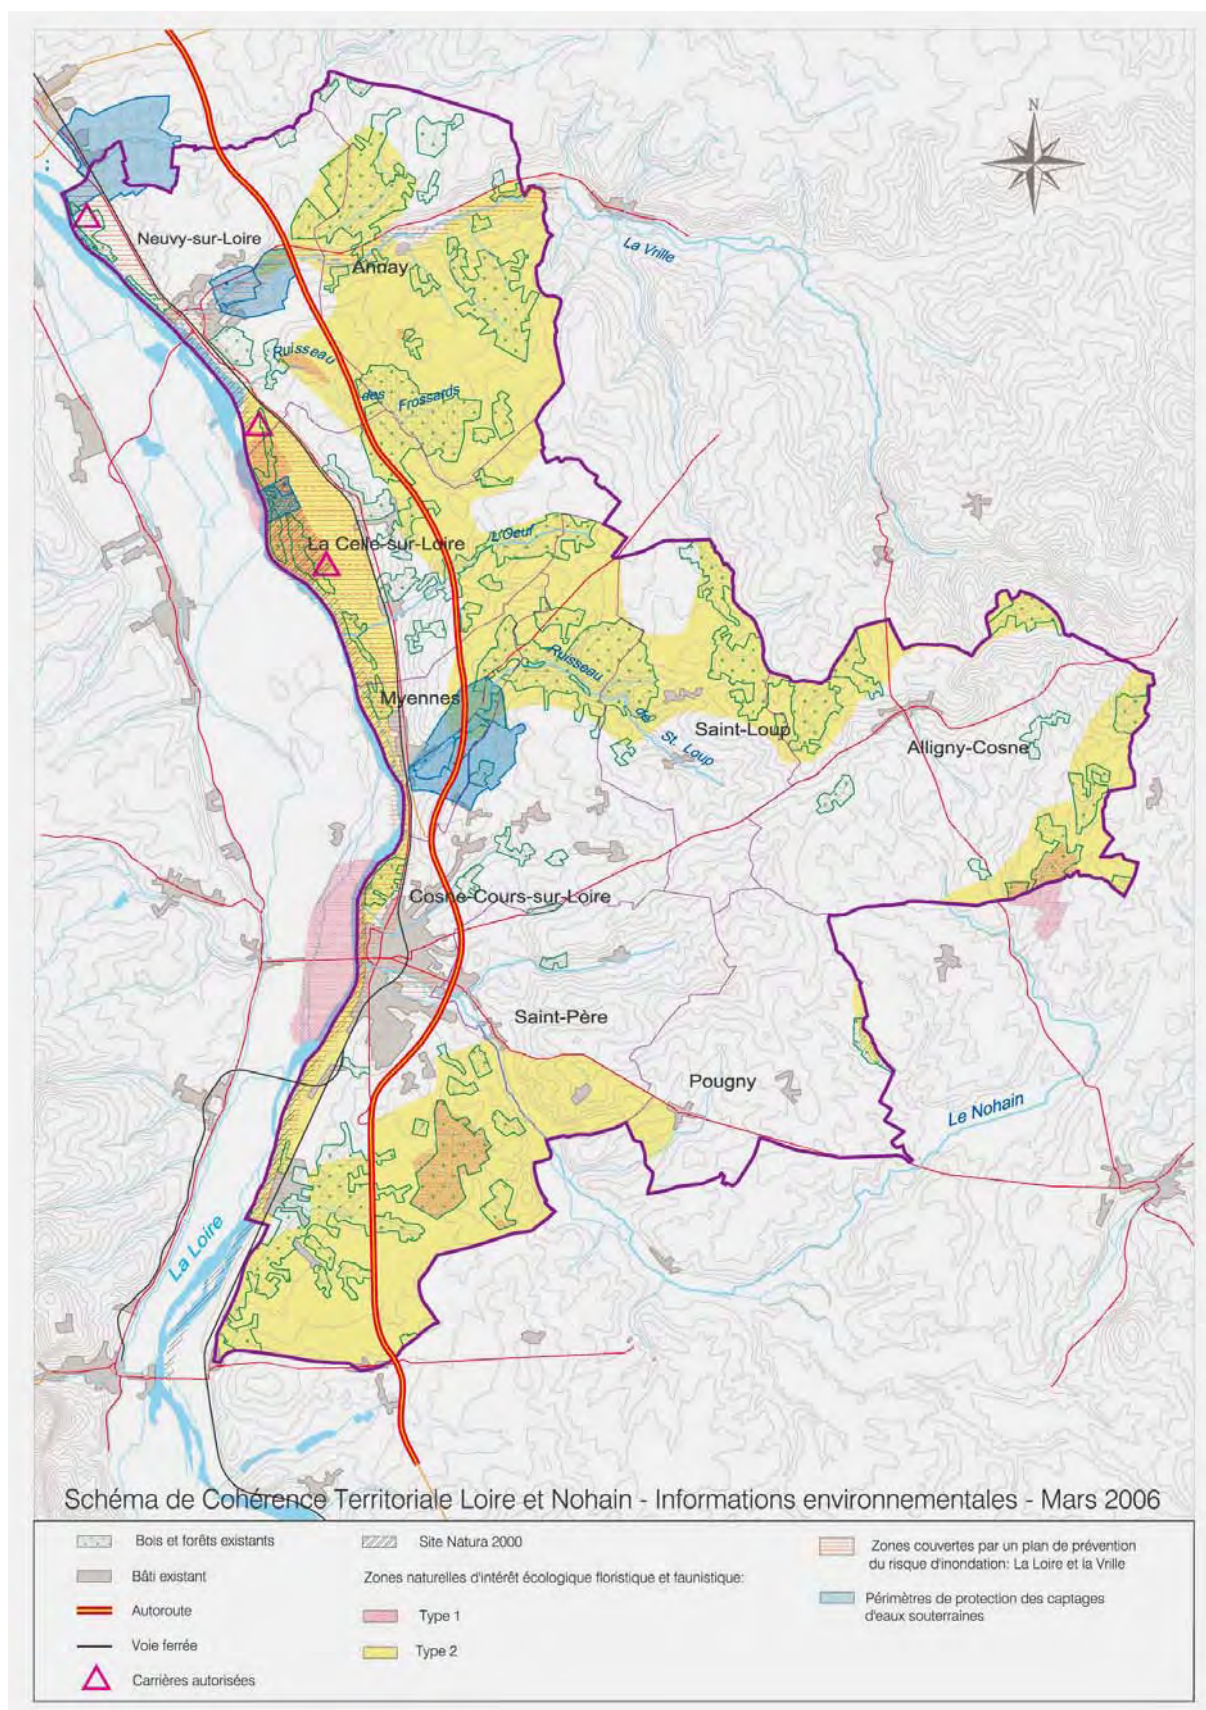 N
Neuvy-sur-Loire
La Vrille
Annay
Ruisseau
des Frossards
L'Oeuf
La Celle-sur-Loire
Ruisseau
de
St. Loup
Myennes
Saint-Loup
Alligny-Cosne
Cosne-Cours-sur-Loire
Saint-Père
Pougny
Le Nohain
La Loire
Schéma de Cohérence Territoriale Loire et Nohain - Informations environnementales - Mars 2006
Bois et forêts existants
Bâti existant
Autoroute
Voie ferrée
Carrières autorisées
Site Natura 2000
Zones naturelles d'intérêt écologique floristique et faunistique:
Type 1
Type 2
Zones couvertes par un plan de prévention
du risque d'inondation: La Loire et la Vrille
Périmètres de protection des captages
d'eaux souterraines